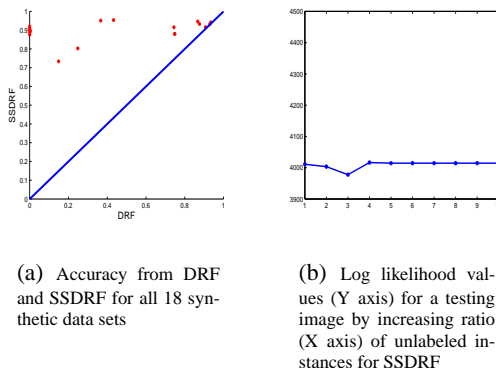 1
0.9
0.8
0.7
0.6
0.5
0.4
0.3
0.2
0.1
0
0 0.2 0.4 0.6 0.8 1
SSDRF
DRF
4500
4400
4300
4200
4100
4000
3900
1 2 3 4 5 6 7 8 9
(a) Accuracy from DRF
and SSDRF for all 18 syn-
thetic data sets
(b) Log likelihood val-
ues (Y axis) for a testing
image by increasing ratio
(X axis) of unlabeled in-
stances for SSDRF